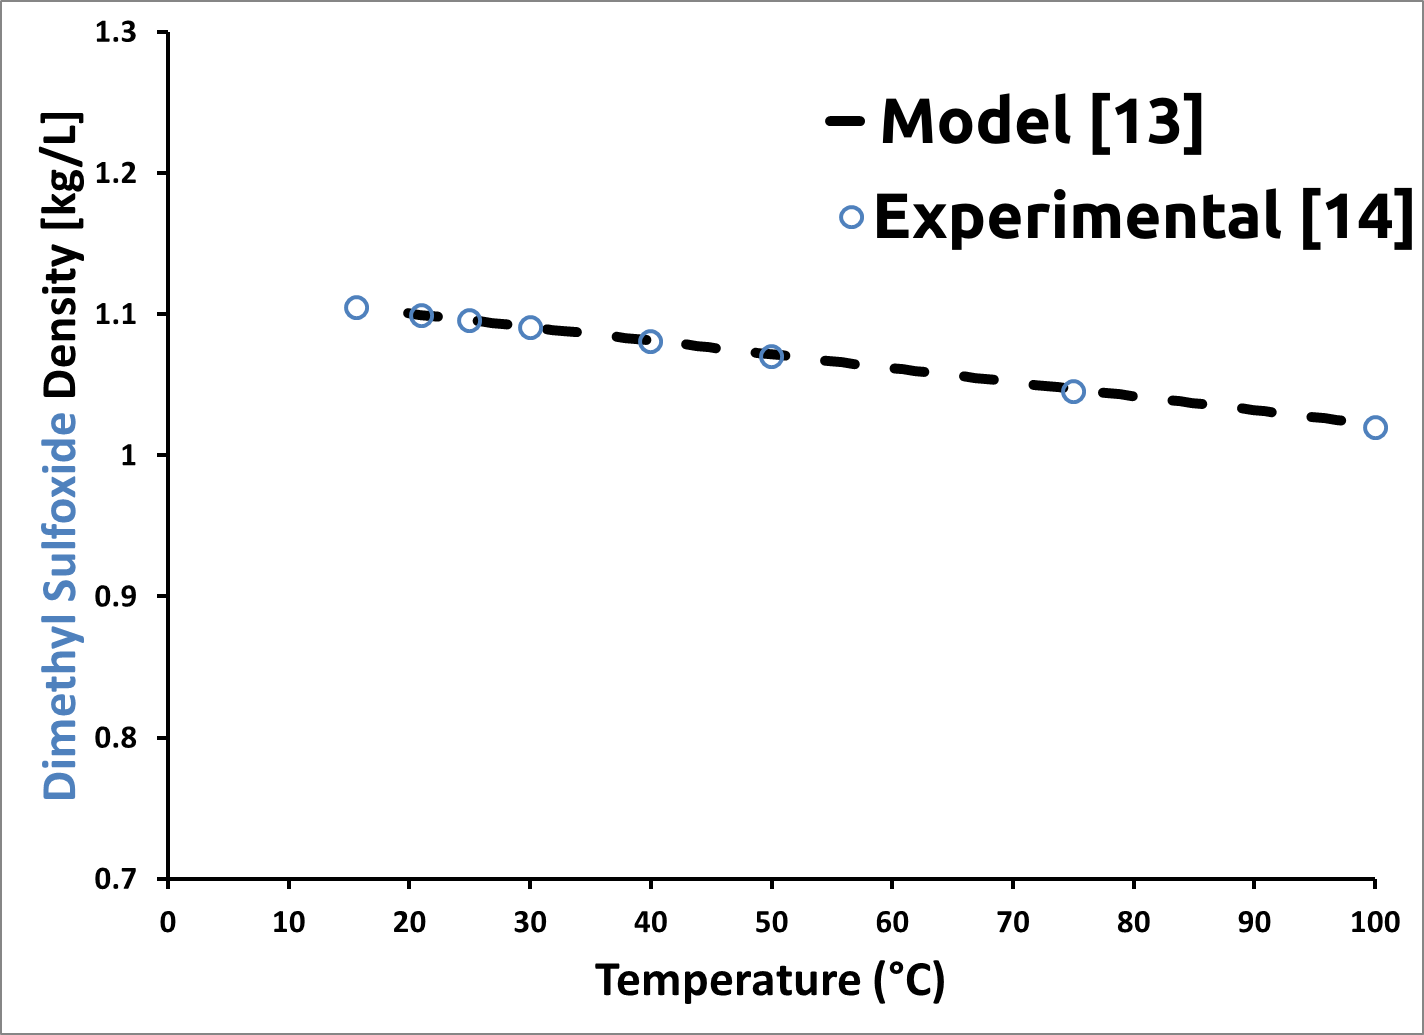 1.3
1.2
1.1
1
0.9
0.8
0.7
Dimethyl Sulfoxide Density [kg/L]
Model [13]
Experimental [14]
0 10 20 30 40 50 60 70 80 90 100
Temperature (°C)